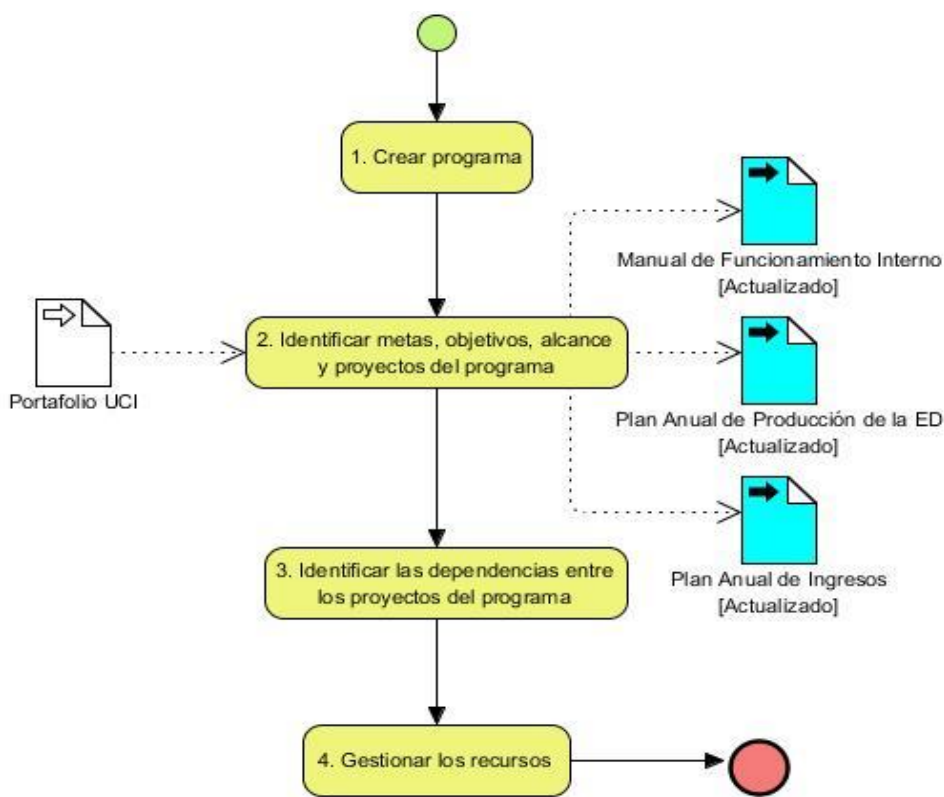 1. Crear programa
Manual de Funcionamiento Interno
[Actualizado]
Portafolio UCI
2. Identificar metas, objetivos, alcance
y proyectos del programa
Plan Anual de Producción de la ED
[Actualizado]
3. Identificar las dependencias entre
los proyectos del programa
Plan Anual de Ingresos
[Actualizado]
4. Gestionar los recursos